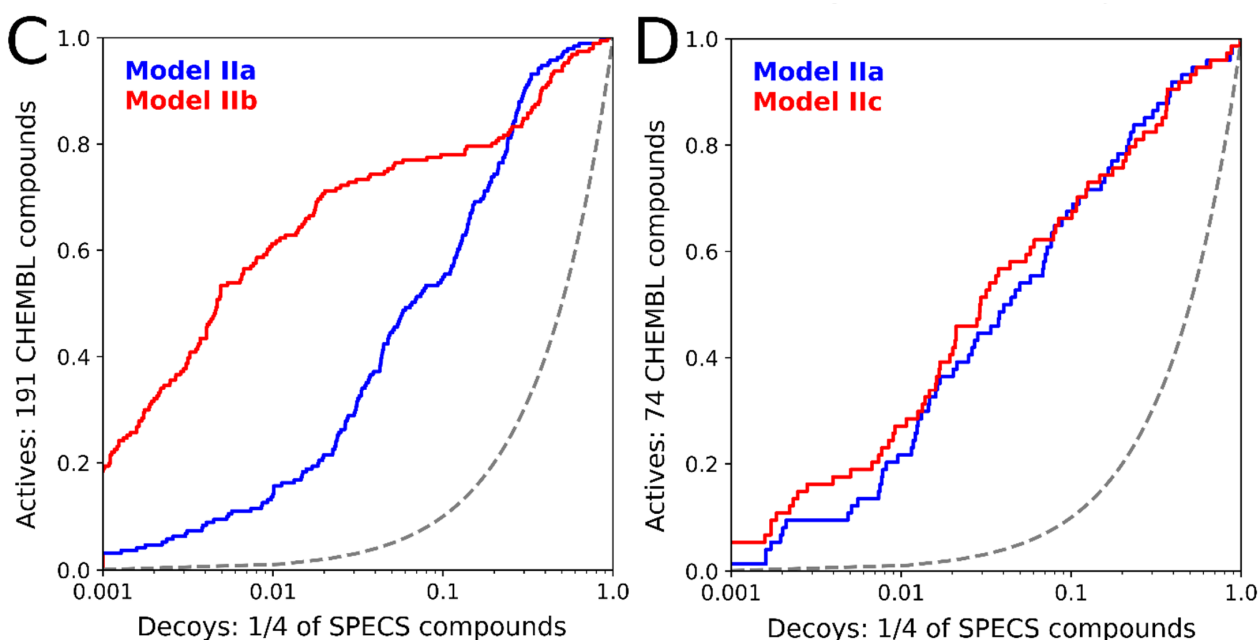 C
Model IIa
Model IIb
1.0
0.8
0.6
0.4
0.2
0.0
0.001
0.01
0.1
1.0
Actives: 191 CHEMBL compounds
Decoys: 1/4 of SPECS compounds
D
Model IIa
Model IIc
1.0
0.8
0.6
0.4
0.2
0.0
0.001
0.01
0.1
1.0
Actives: 74 CHEMBL compounds
Decoys: 1/4 of SPECS compounds